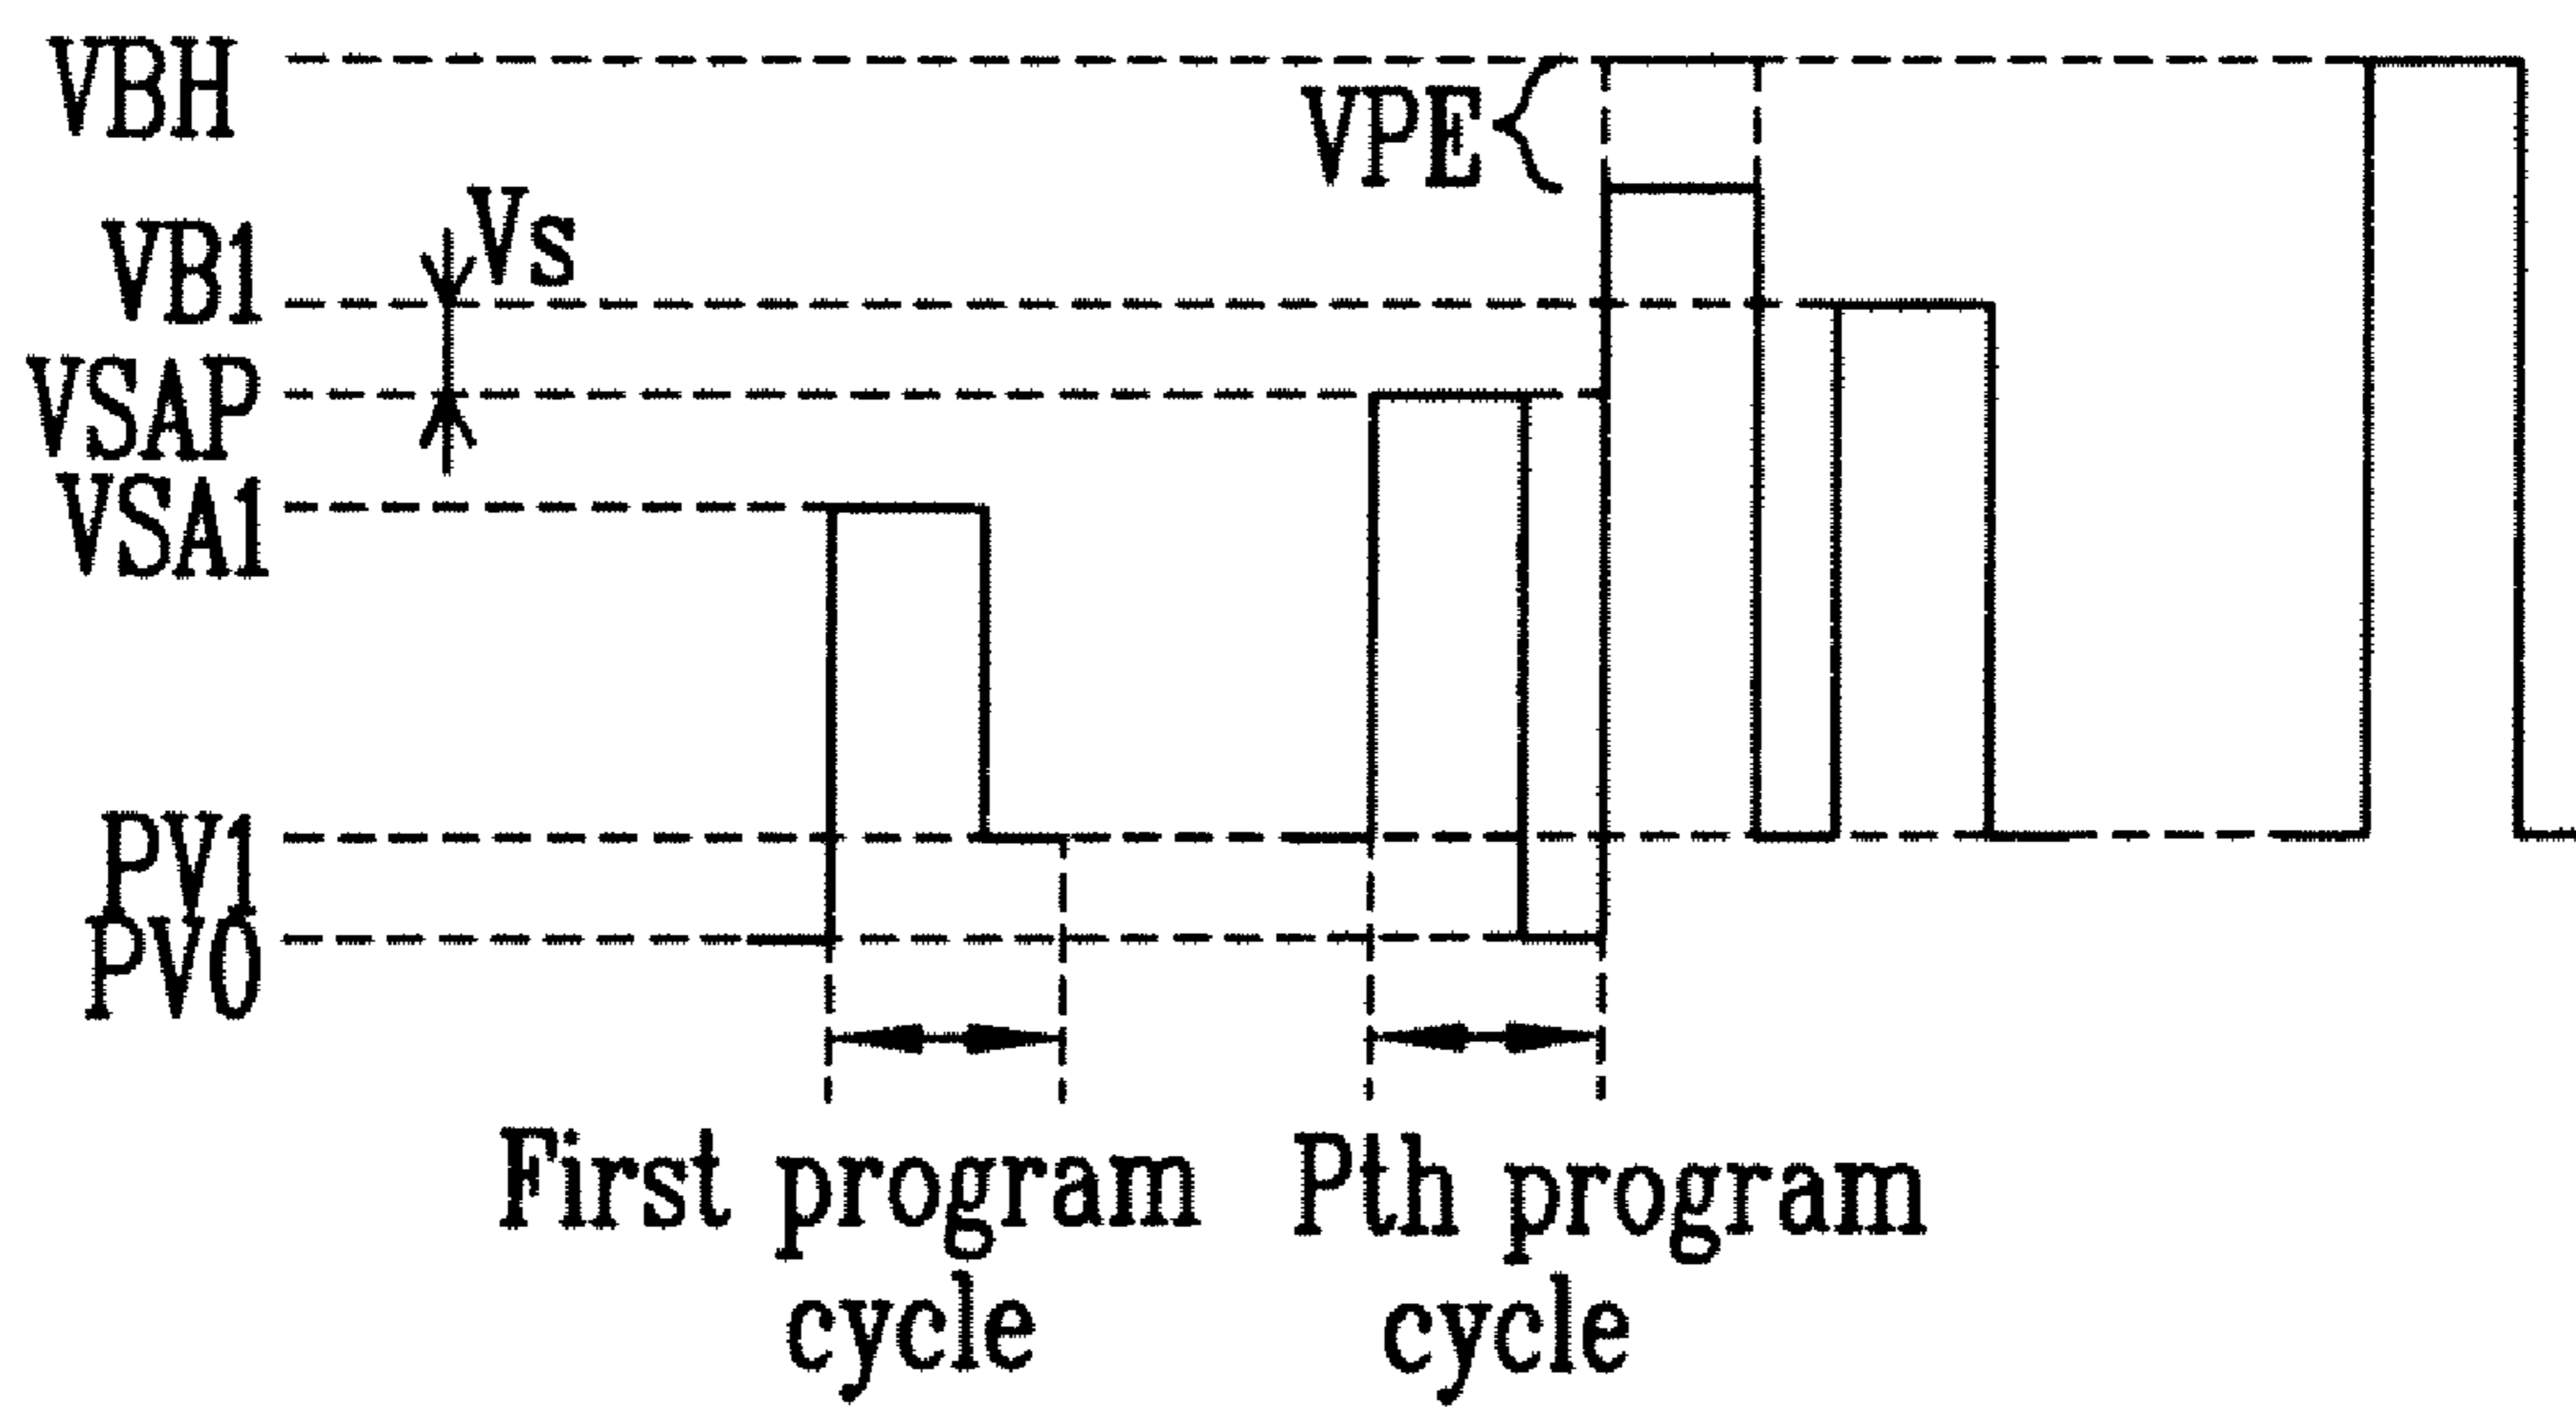 VBH
VPE
Vs
VB1
VSAP
VSA1
PV1
PV0
First program
cycle
Pth program
cycle